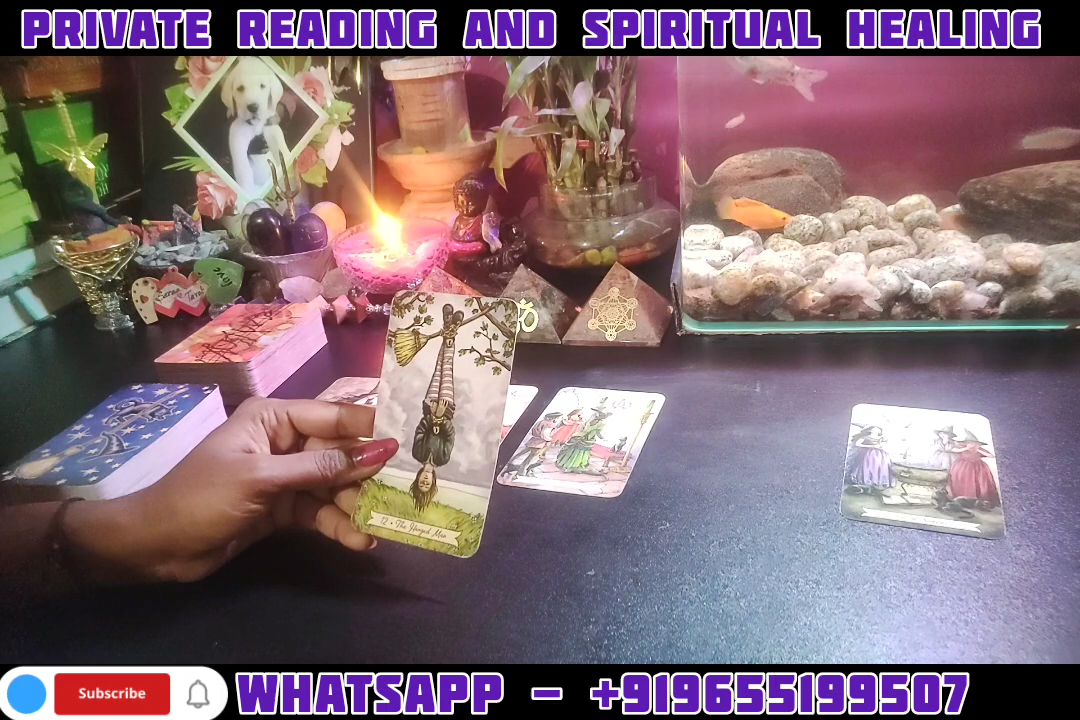 PRIVATE READING AND SPIRITUAL HEALING
12 • The Hanged Man
Subscribe
WHATSAPP - +919655199507